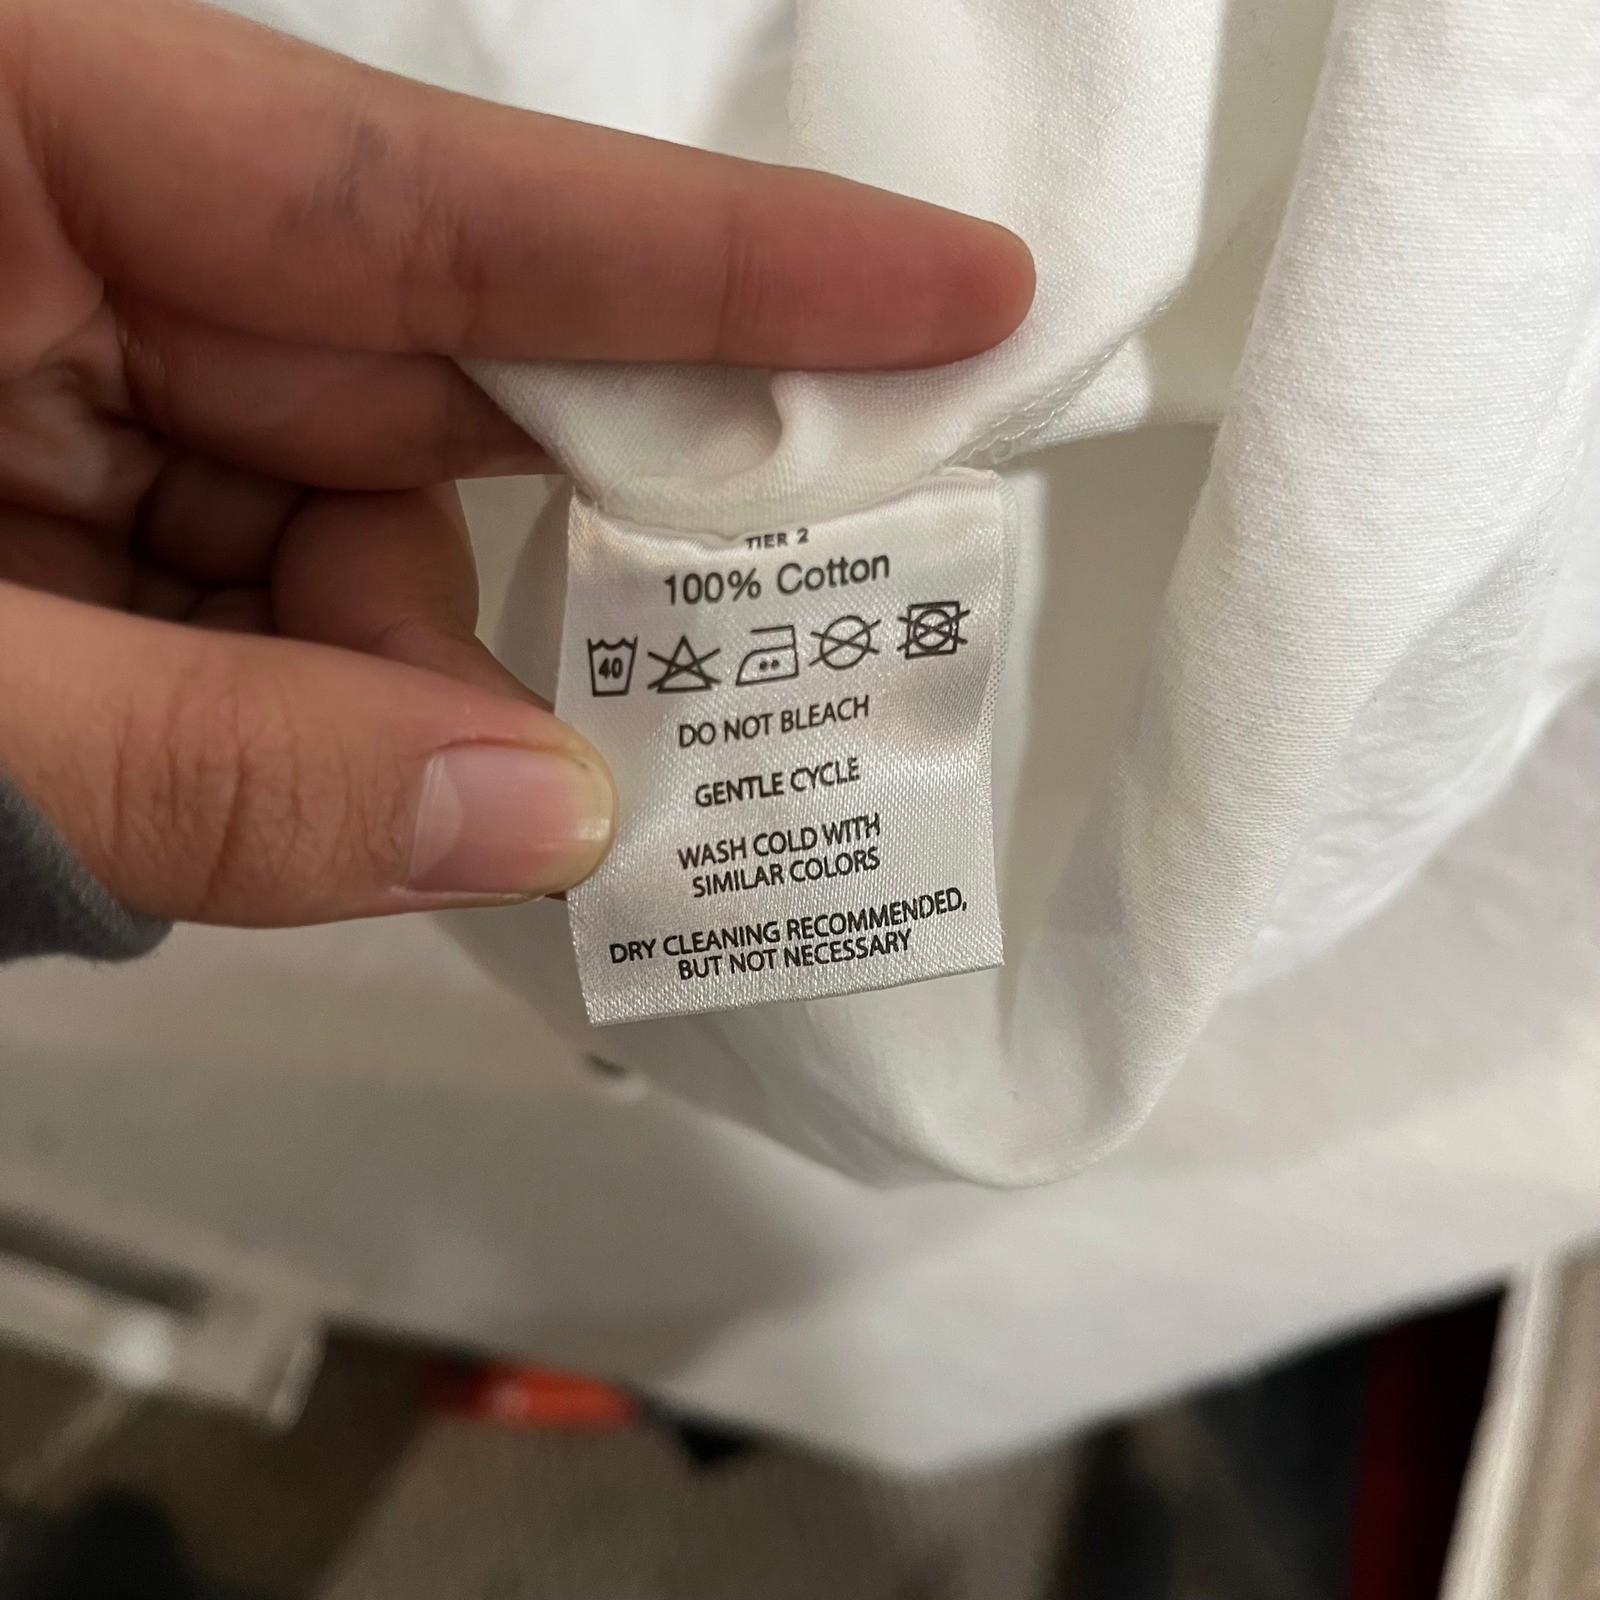 TIER 2
100% Cotton
40
DO NOT BLEACH
GENTLE CYCLE
WASH COLD WITH
SIMILAR COLORS
DRY CLEANING RECOMMENDED,
BUT NOT NECESSARY